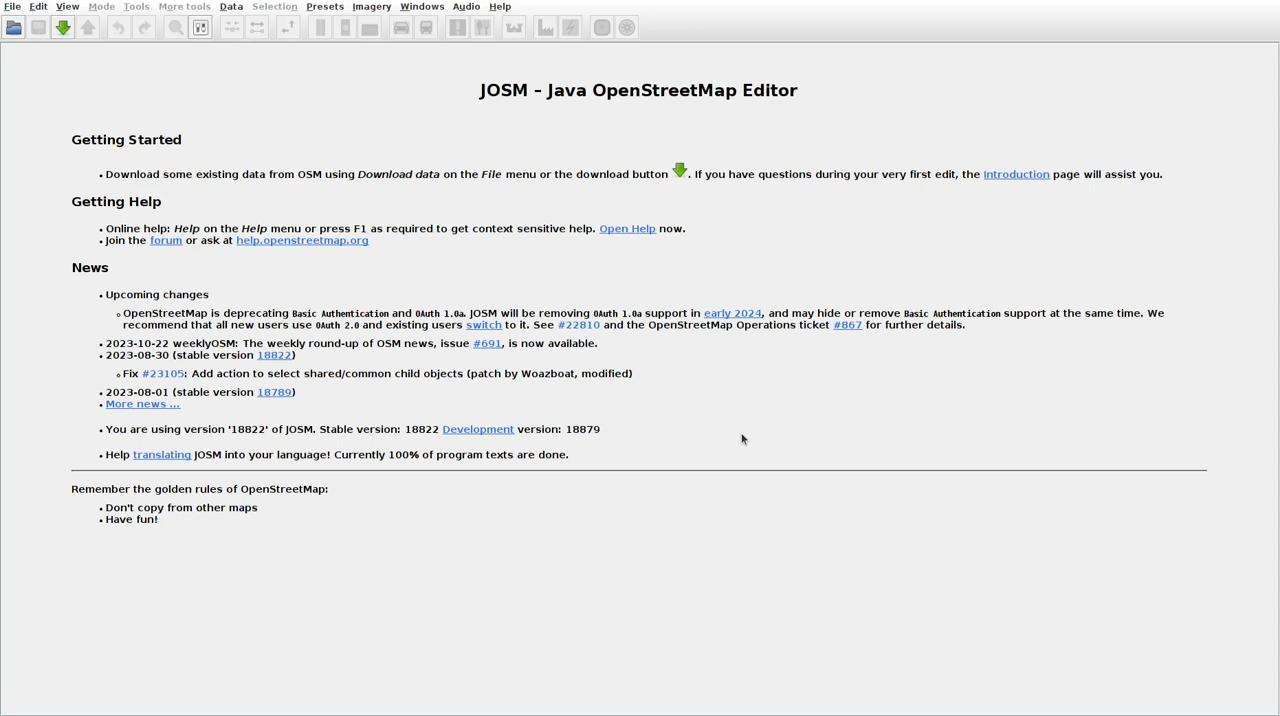 File Edit View Mode Tools More tools Data Selection Presets Imagery Windows Audio Help
JOSM – Java OpenStreetMap Editor
Getting Started
• Download some existing data from OSM using Download data on the File menu or the download button . If you have questions during your very first edit, the Introduction page will assist you.
Getting Help
• Online help: Help on the Help menu or press F1 as required to get context sensitive help. Open Help now.
• Join the forum or ask at help.openstreetmap.org
News
• Upcoming changes
◦ OpenStreetMap is deprecating Basic Authentication and OAuth 1.0a. JOSM will be removing OAuth 1.0a support in early 2024, and may hide or remove Basic Authentication support at the same time. We
recommend that all new users use OAuth 2.0 and existing users switch to it. See #22810 and the OpenStreetMap Operations ticket #867 for further details.
• 2023-10-22 weeklyOSM: The weekly round-up of OSM news, issue #691, is now available.
• 2023-08-30 (stable version 18822)
◦ Fix #23105: Add action to select shared/common child objects (patch by Woazboat, modified)
• 2023-08-01 (stable version 18789)
• More news ...
• You are using version '18822' of JOSM. Stable version: 18822 Development version: 18879
• Help translating JOSM into your language! Currently 100% of program texts are done.
Remember the golden rules of OpenStreetMap:
• Don't copy from other maps
• Have fun!